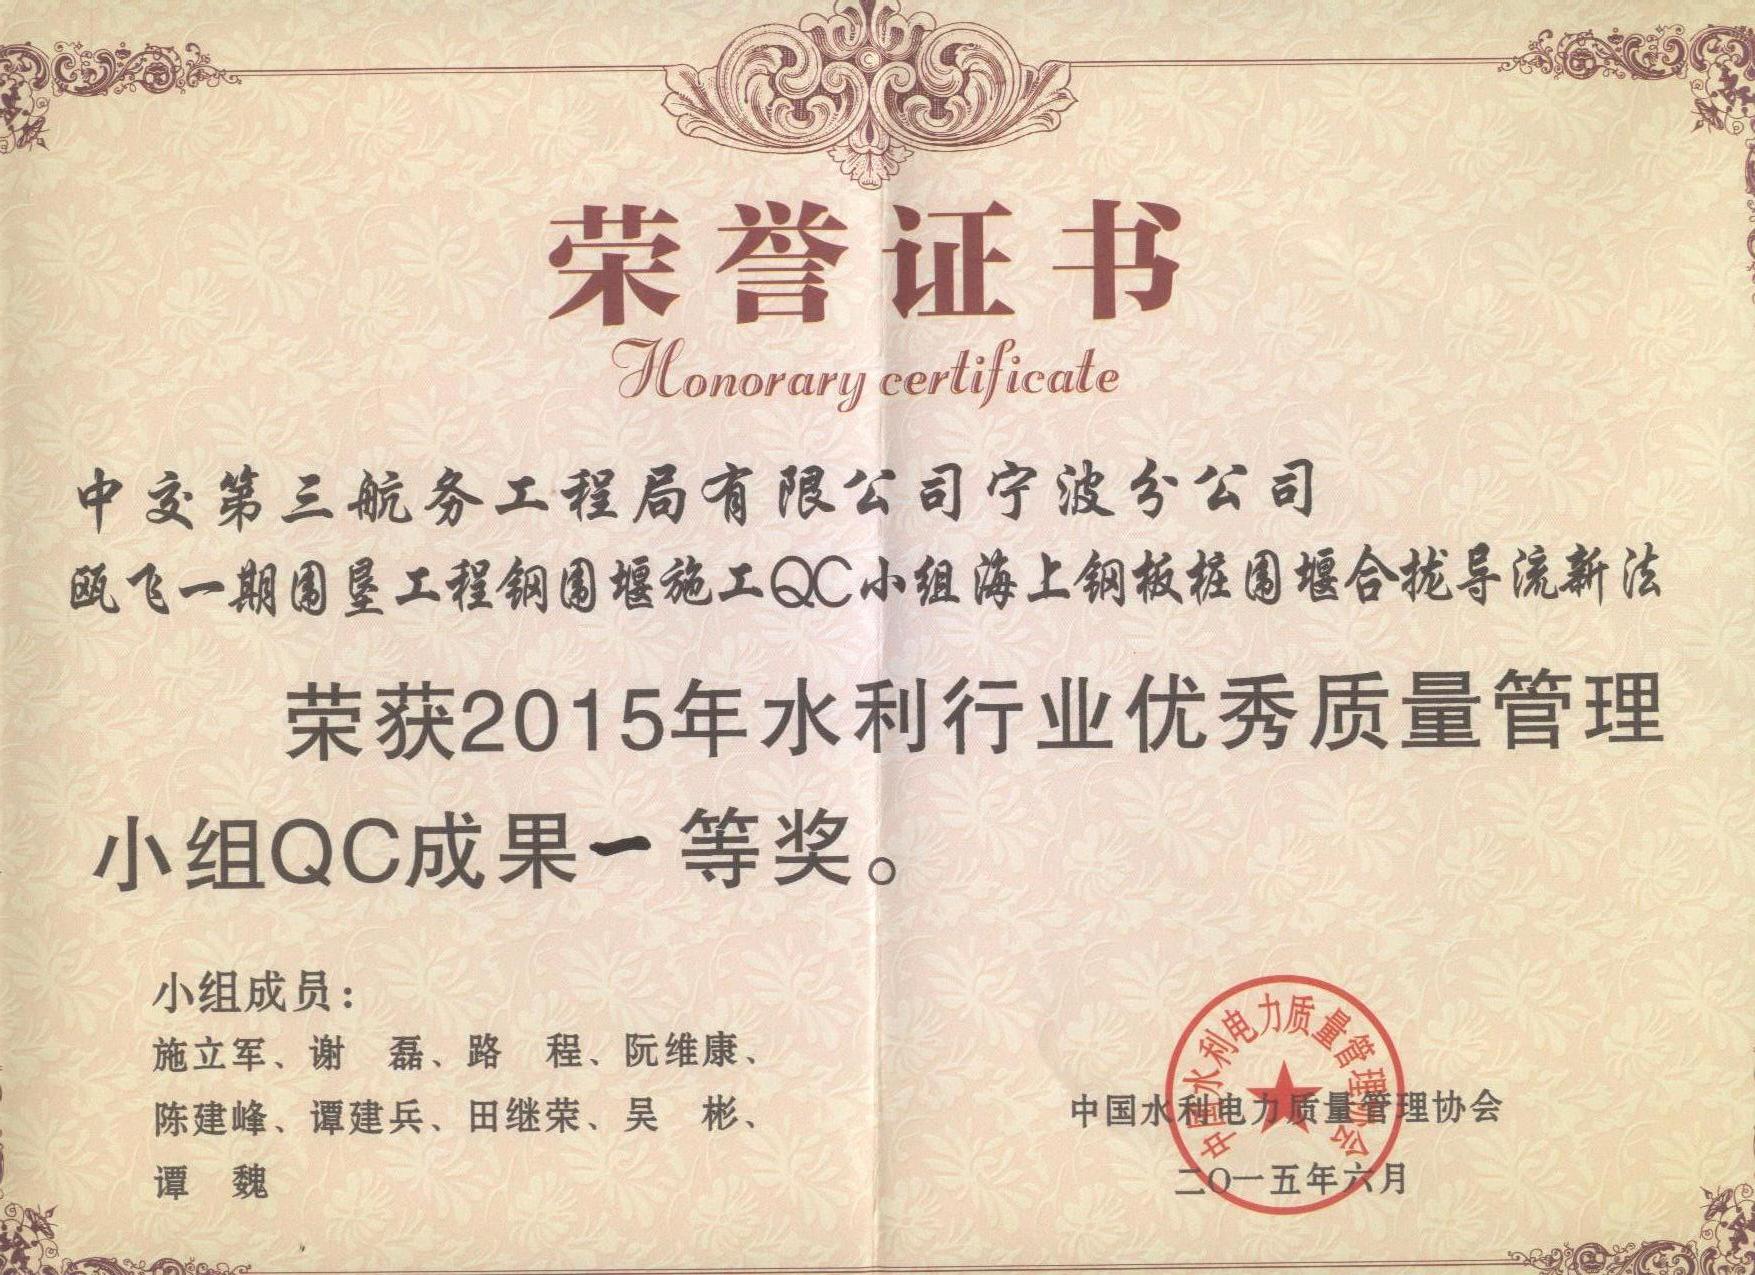 荣誉证书
Honorary certificate
中交第三航务工程局有限公司宁波分公司
瓯飞一期围垦工程钢围堰施工QC小组海上钢板桩围堰合拢导流新法
荣获2015年水利行业优秀质量管理
小组QC成果一等奖。
小组成员：
施立军、谢　磊、路　程、阮维康、
陈建峰、谭建兵、田继荣、吴　彬、
谭　魏
中国水利电力质量管理协会
中国水利电力质量管理协会
二〇一五年六月